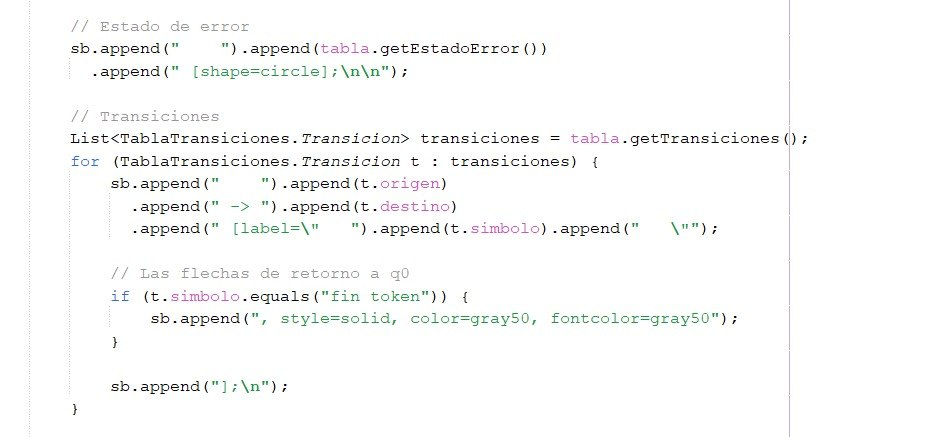 // Estado de error
sb.append("    ").append(tabla.getEstadoError())
  .append(" [shape=circle];\n\n");

// Transiciones
List<TablaTransiciones.Transicion> transiciones = tabla.getTransiciones();
for (TablaTransiciones.Transicion t : transiciones) {
    sb.append("    ").append(t.origen)
      .append(" -> ").append(t.destino)
      .append(" [label=\"   ").append(t.simbolo).append("   \"");

    // Las flechas de retorno a q0
    if (t.simbolo.equals("fin token")) {
        sb.append(", style=solid, color=gray50, fontcolor=gray50");
    }

    sb.append("];\n");
}